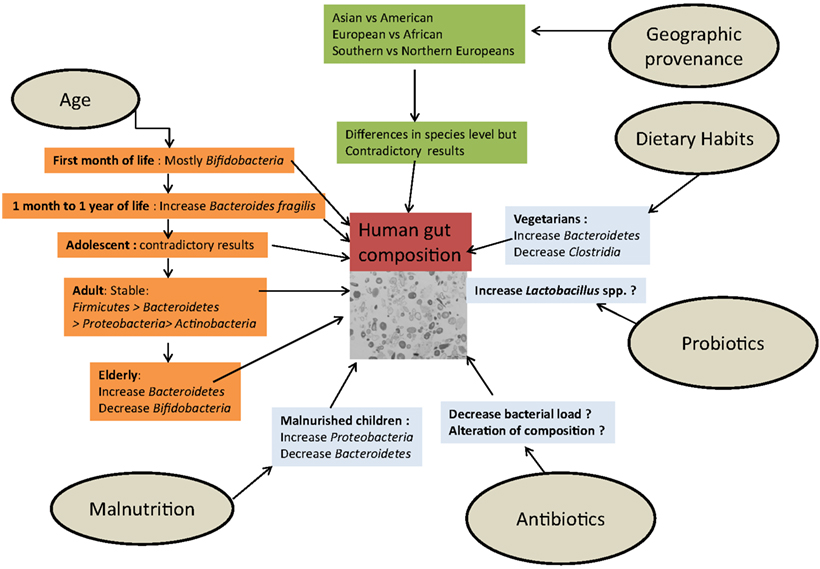 Asian vs American
European vs African
Southern vs Northern Europeans
Geographic
provenance
Age
Differences in species level but
Contradictory results
Dietary Habits
First month of life : Mostly Bifidobacteria
1 month to 1 year of life : Increase Bacteroides fragilis
Adolescent : contradictory results
Human gut
composition
Vegetarians :
Increase Bacteroidetes
Decrease Clostridia
Adult: Stable:
Firmicutes > Bacteroidetes
> Proteobacteria> Actinobacteria
Increase Lactobacillus spp. ?
Probiotics
Elderly:
Increase Bacteroidetes
Decrease Bifidobacteria
Malnurished children :
Increase Proteobacteria
Decrease Bacteroidetes
Decrease bacterial load ?
Alteration of composition ?
Malnutrition
Antibiotics